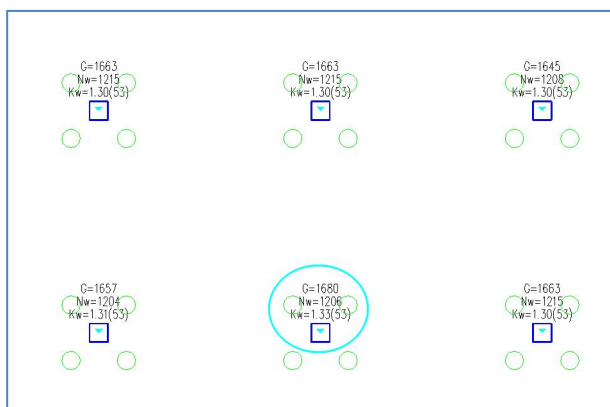 G=1663
Nw=1215
Kw=1.30(53)
G=1663
Nw=1215
Kw=1.30(53)
G=1645
Nw=1208
Kw=1.30(53)
G=1657
Nw=1204
Kw=1.31(53)
G=1680
Nw=1206
Kw=1.33(53)
G=1663
Nw=1215
Kw=1.30(53)